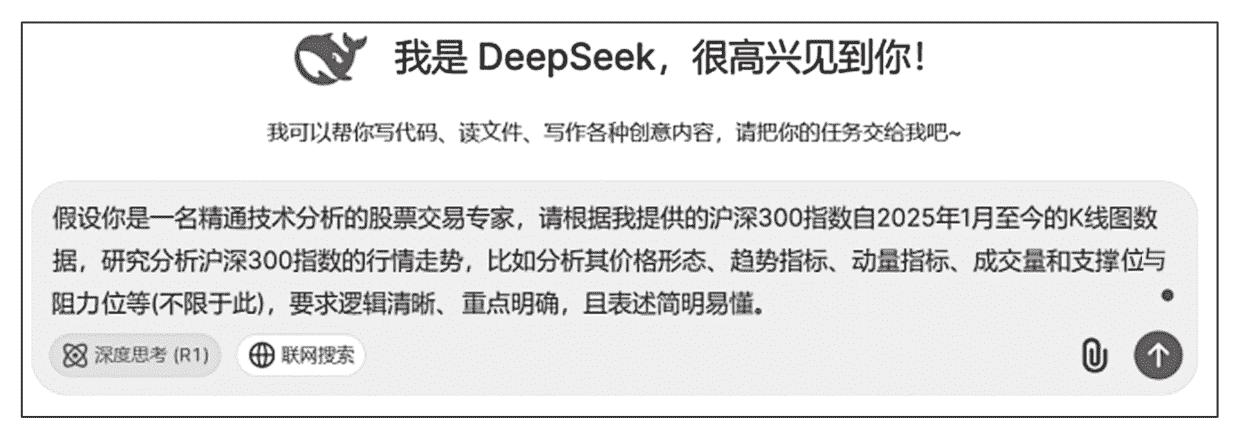 我是 DeepSeek，很高兴见到你！
我可以帮你写代码、读文件、写作各种创意内容，请把你的任务交给我吧~
假设你是一名精通技术分析的股票交易专家，请根据我提供的沪深300指数自2025年1月至今的K线图数
据，研究分析沪深300指数的行情走势，比如分析其价格形态、趋势指标、动量指标、成交量和支撑位与
阻力位等(不限于此)，要求逻辑清晰、重点明确，且表述简明易懂。
深度思考 (R1) 联网搜索